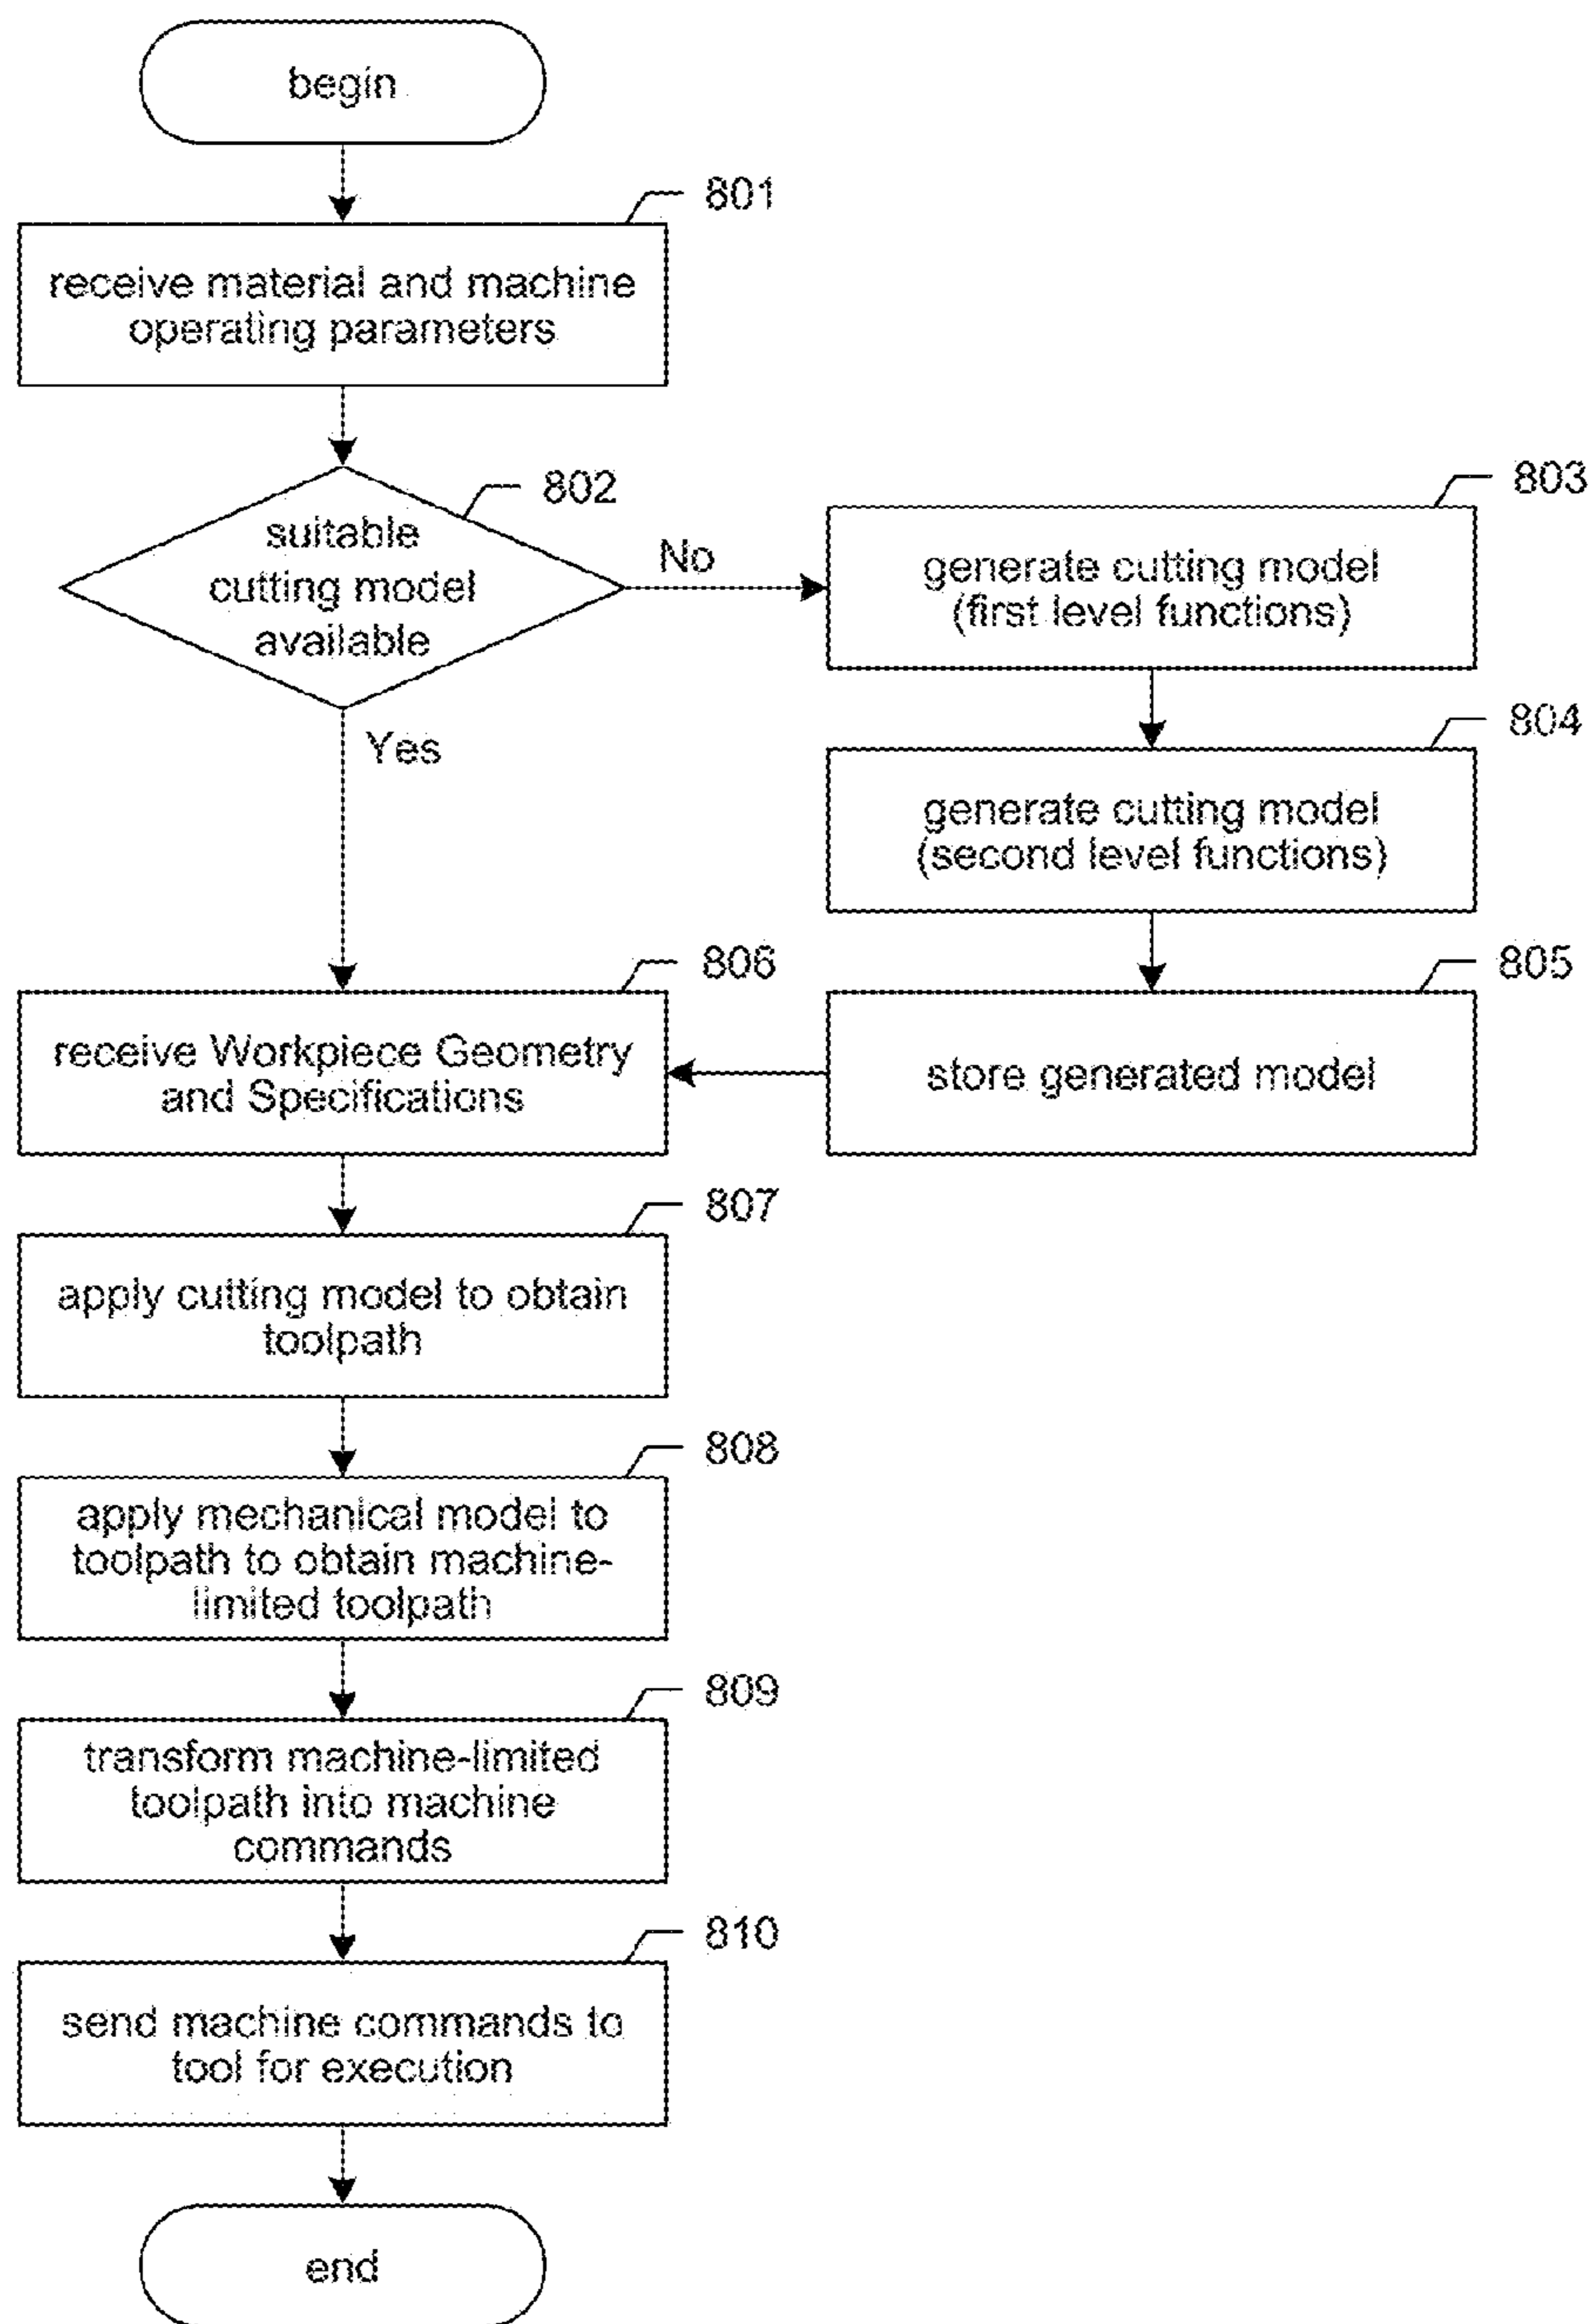 begin
801
receive material and machine
operating parameters
802
suitable
cutting model
available
No
Yes
803
generate cutting model
(first level functions)
804
generate cutting model
(second level functions)
805
store generated model
806
receive Workpiece Geometry
and Specifications
807
apply cutting model to obtain
toolpath
808
apply mechanical model to
toolpath to obtain machine-
limited toolpath
809
transform machine-limited
toolpath into machine
commands
810
send machine commands to
tool for execution
end